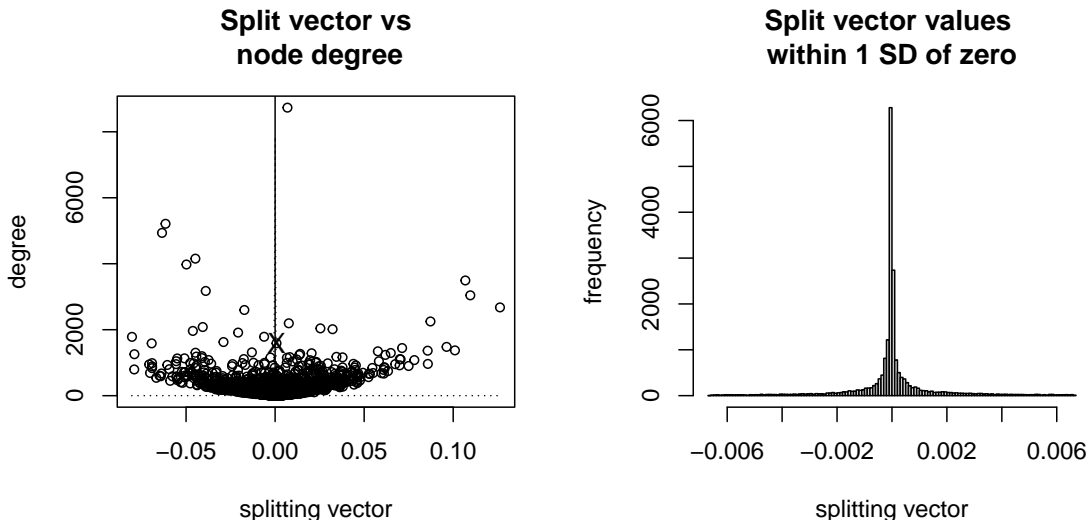 Split vector vs
node degree
degree
6000
2000
0
X
−0.05
0.00
0.05
0.10
splitting vector
Split vector values
within 1 SD of zero
frequency
6000
4000
2000
0
−0.006
−0.002
0.002
0.006
splitting vector